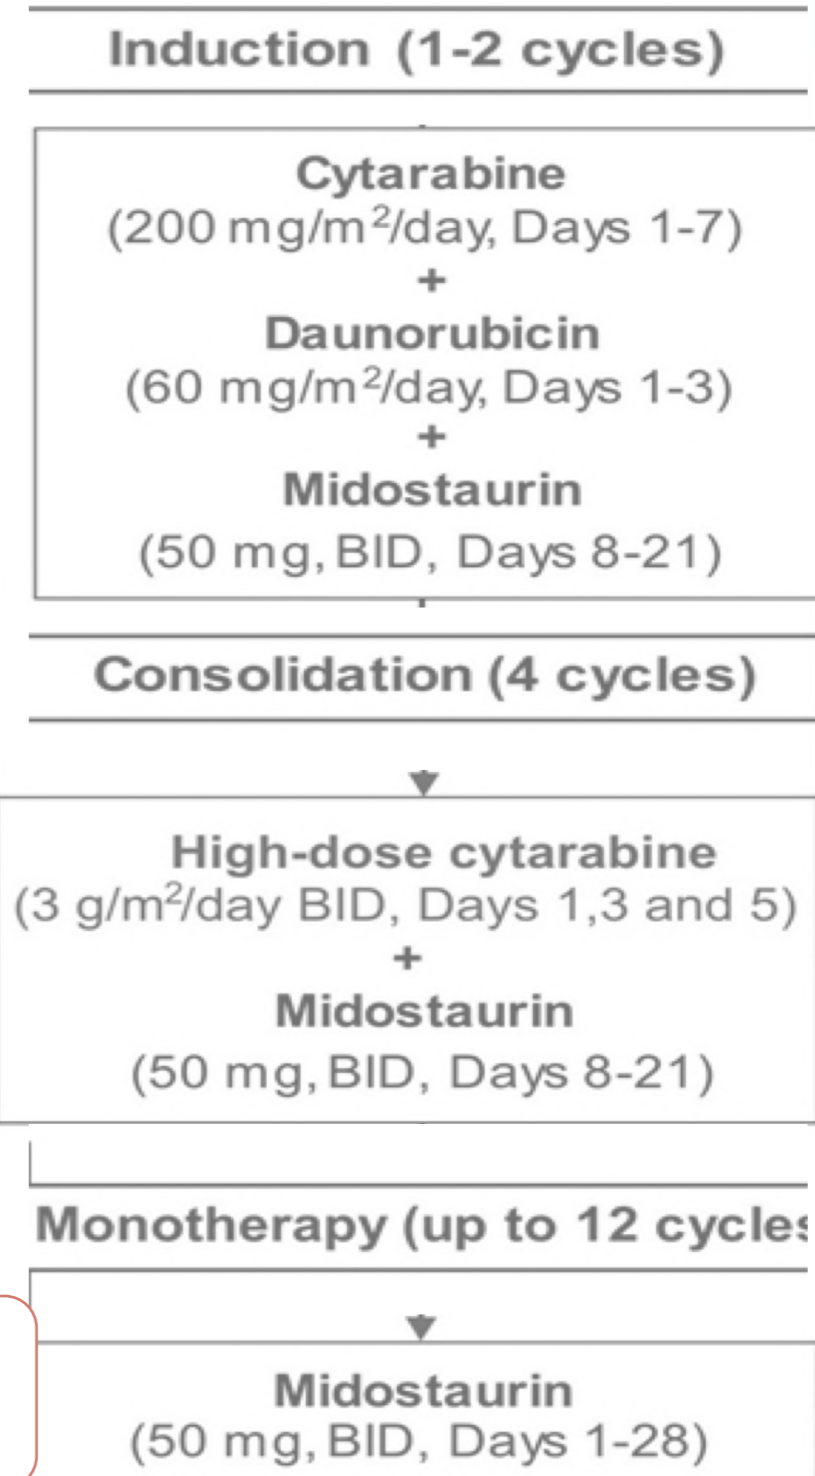 Induction (1-2 cycles)
Cytarabine
(200 mg/m²/day, Days 1-7)
+
Daunorubicin
(60 mg/m²/day, Days 1-3)
+
Midostaurin
(50 mg, BID, Days 8-21)
Consolidation (4 cycles)
High-dose cytarabine
(3 g/m²/day BID, Days 1,3 and 5)
+
Midostaurin
(50 mg, BID, Days 8-21)
Monotherapy (up to 12 cycles
Midostaurin
(50 mg, BID, Days 1-28)